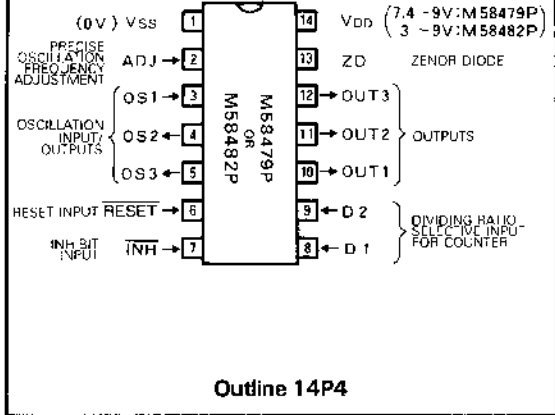 (0V) VSS 1
14 VDD (7.4 -9V:M58479P
3 -9V:M58482P)
PRECISE
OSCILLATION
FREQUENCY
ADJUSTMENT
ADJ→ 2
13 ZD ZENOR DIODE
OS1→ 3
12 →OUT3
OSCILLATION
INPUT/
OUTPUTS
OS2← 4
11 →OUT2 OUTPUTS
OS3← 5
10 →OUT1
M58479P
OR
M58482P
RESET INPUT RESET→ 6
9 ←D2
INHIBIT
INPUT
INH→ 7
8 ←D1
DIVIDING RATIO
SELECTIVE INPUT
FOR COUNTER
Outline 14P4